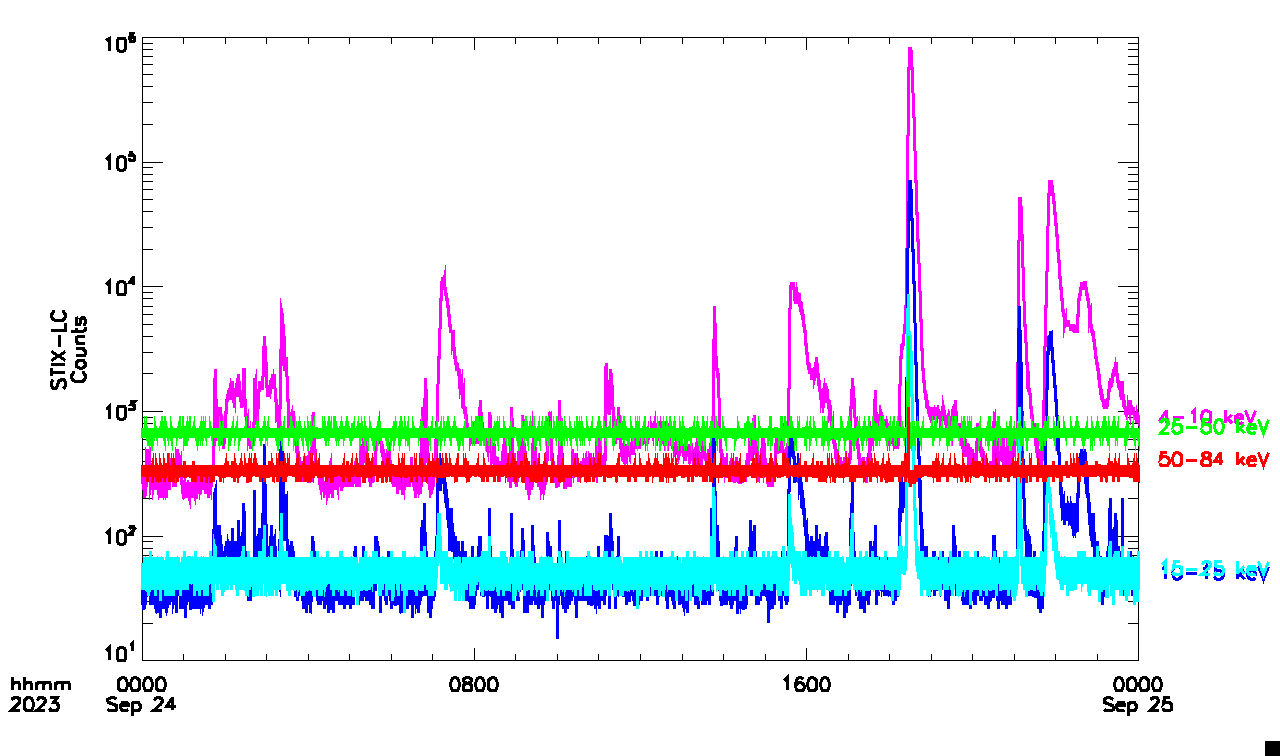 10⁶
10⁵
10⁴
10³
10²
10¹
STIX-LC
Counts
4-10 keV
25-50 keV
50-84 keV
15-25 keV
hhmm 0000 0800 1600 0000
2023 Sep 24 Sep 25